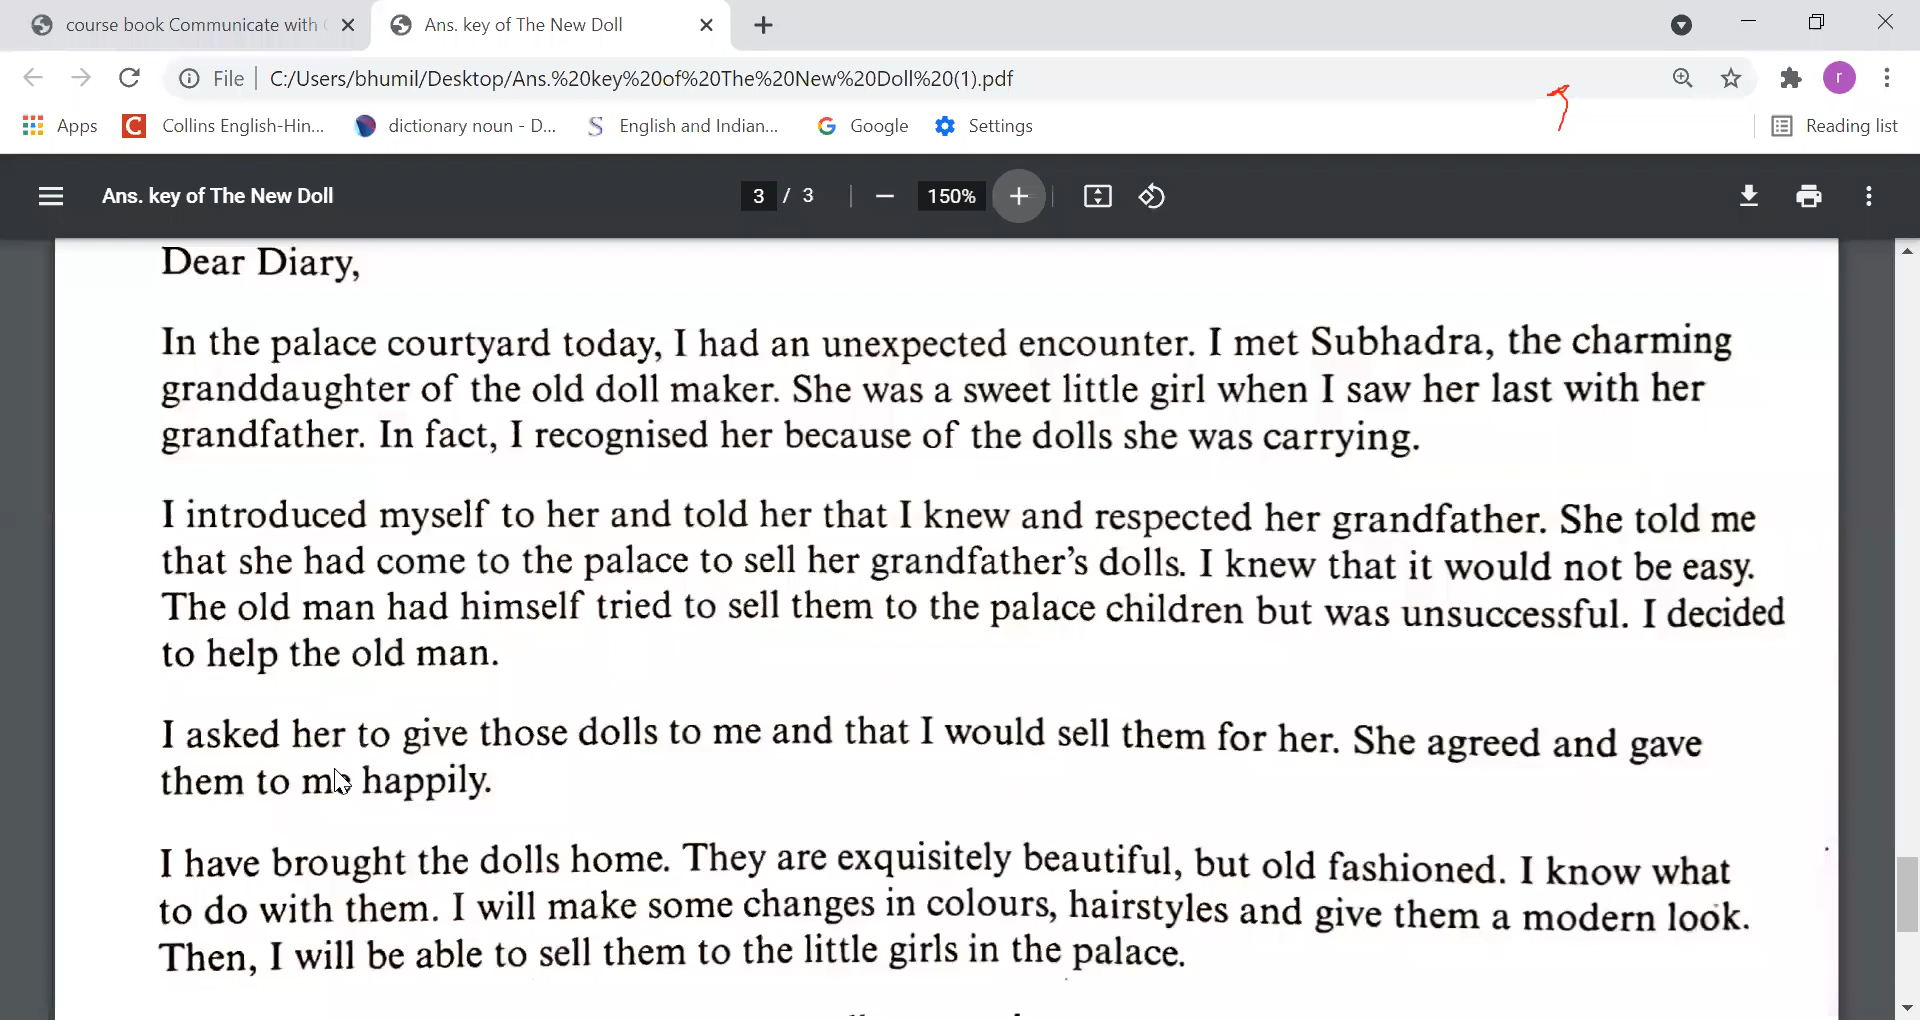 course book Communicate with
Ans. key of The New Doll
File
C:/Users/bhumil/Desktop/Ans.%20key%20of%20The%20New%20Doll%20(1).pdf
r
Apps
Collins English-Hin...
dictionary noun - D...
English and Indian...
Google
Settings
Reading list
Ans. key of The New Doll
3 / 3
150%
Dear Diary,
In the palace courtyard today, I had an unexpected encounter. I met Subhadra, the charming
granddaughter of the old doll maker. She was a sweet little girl when I saw her last with her
grandfather. In fact, I recognised her because of the dolls she was carrying.
I introduced myself to her and told her that I knew and respected her grandfather. She told me
that she had come to the palace to sell her grandfather's dolls. I knew that it would not be easy.
The old man had himself tried to sell them to the palace children but was unsuccessful. I decided
to help the old man.
I asked her to give those dolls to me and that I would sell them for her. She agreed and gave
them to me happily.
I have brought the dolls home. They are exquisitely beautiful, but old fashioned. I know what
to do with them. I will make some changes in colours, hairstyles and give them a modern look.
Then, I will be able to sell them to the little girls in the palace.